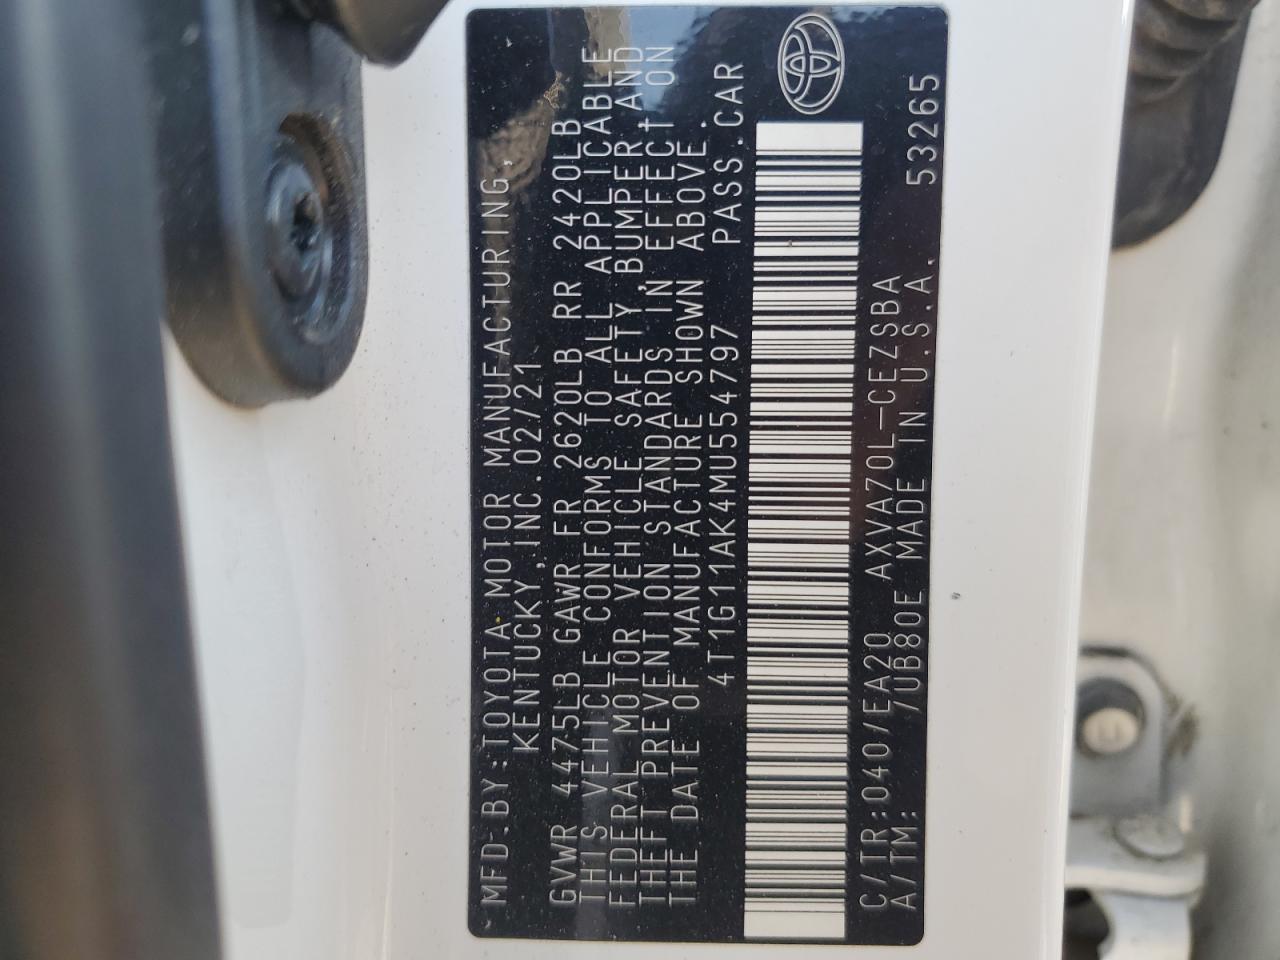 MFD.BY:TOYOTA MOTOR MANUFACTURING,
KENTUCKY,INC.02/21
GVWR 4475LB GAWR FR 2620LB RR 2420LB
THIS VEHICLE CONFORMS TO ALL APPLICABLE
FEDERAL MOTOR VEHICLE SAFETY,BUMPER,AND
THEFT PREVENTION STANDARDS IN EFFECT ON
THE DATE OF MANUFACTURE SHOWN ABOVE.
4T1G11AK4MU554797 PASS.CAR
C/TR:040/EA20 AXVA70L-CEZSBA
A/TM: /UB80E MADE IN U.S.A. 53265